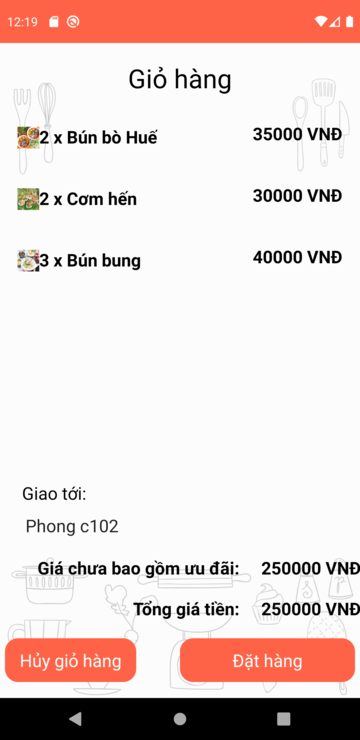 12:19
Giỏ hàng
2 x Bún bò Huế 35000 VNĐ
2 x Cơm hến 30000 VNĐ
3 x Bún bung 40000 VNĐ
Giao tới:
Phong c102
Giá chưa bao gồm ưu đãi: 250000 VNĐ
Tổng giá tiền: 250000 VNĐ
Hủy giỏ hàng Đặt hàng